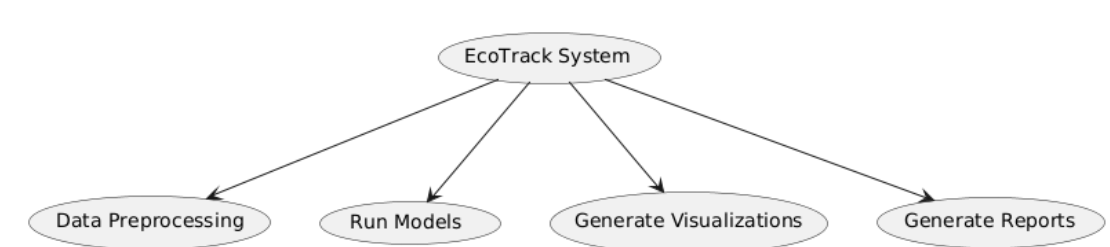 EcoTrack System
Data Preprocessing
Run Models
Generate Visualizations
Generate Reports